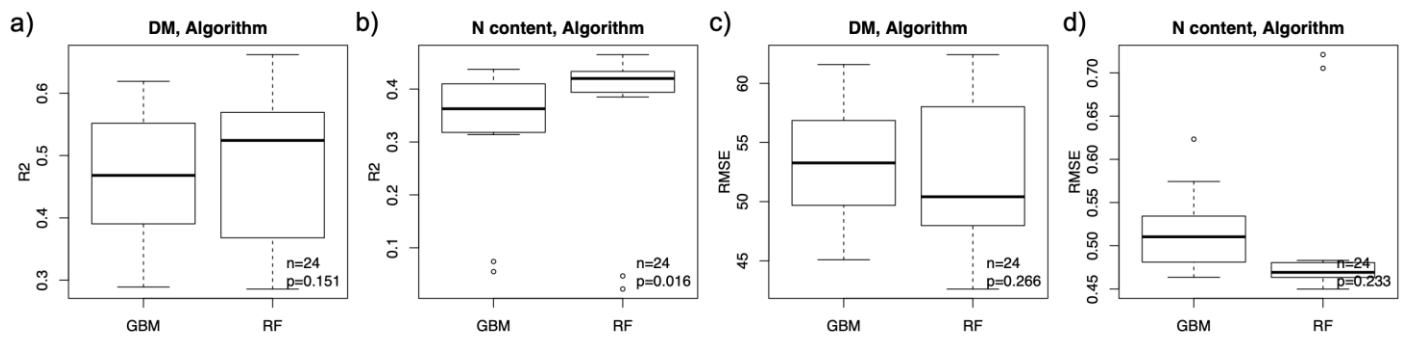 a)
DM, Algorithm
R2
0.3
0.4
0.5
0.6
n=24
p=0.151
GBM
RF
b)
N content, Algorithm
R2
0.1
0.2
0.3
0.4
n=24
p=0.016
GBM
RF
c)
DM, Algorithm
RMSE
45
50
55
60
n=24
p=0.266
GBM
RF
d)
N content, Algorithm
RMSE
0.45
0.50
0.55
0.60
0.70
n=24
p=0.233
GBM
RF